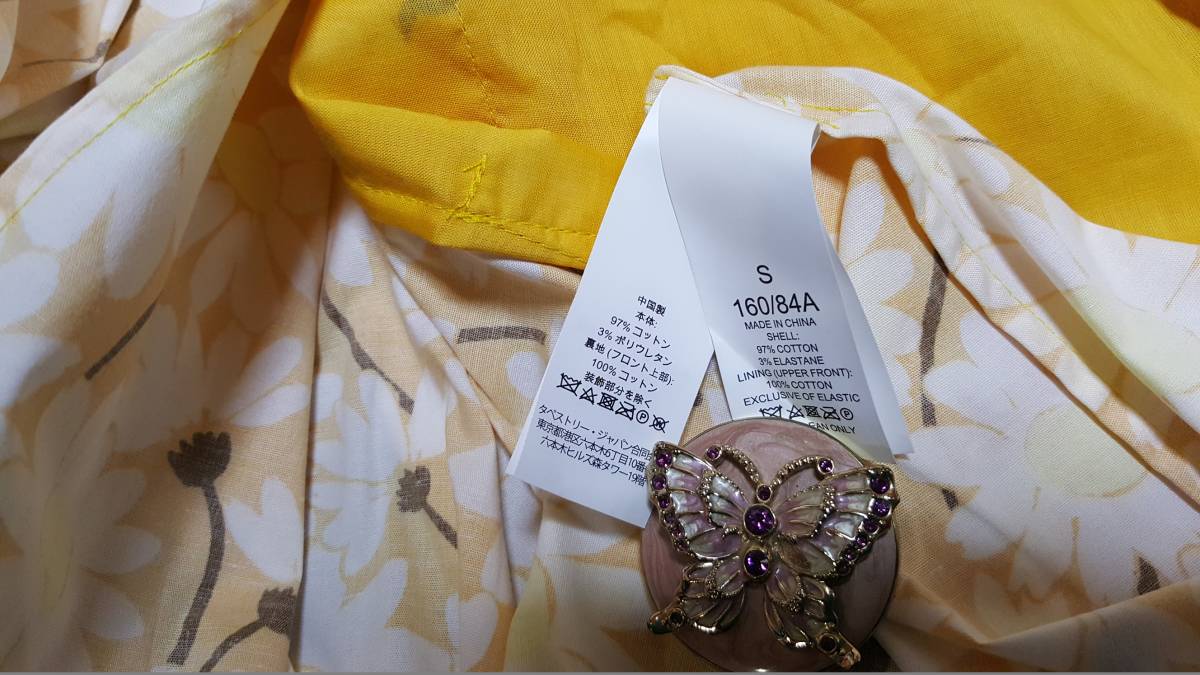 中国製
本体:
97% コットン
3% ポリウレタン
裏地 (フロント上部):
100% コットン
装飾部分を除く
タペストリー・ジャパン合同
東京都港区六本木6丁目10番
六本木ヒルズ森タワー19階
S
160/84A
MADE IN CHINA
SHELL:
97% COTTON
3% ELASTANE
LINING (UPPER FRONT):
100% COTTON
EXCLUSIVE OF ELASTIC
ONLY